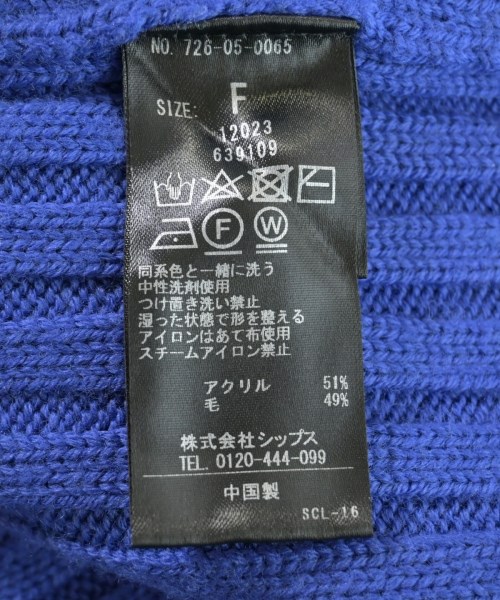 NO. 726-05-0065
SIZE: F
12023
639109
F W
同系色と一緒に洗う
中性洗剤使用
つけ置き洗い禁止
湿った状態で形を整える
アイロンはあて布使用
スチームアイロン禁止
アクリル 51%
毛 49%
株式会社シップス
TEL. 0120-444-099
中国製
SCL-16